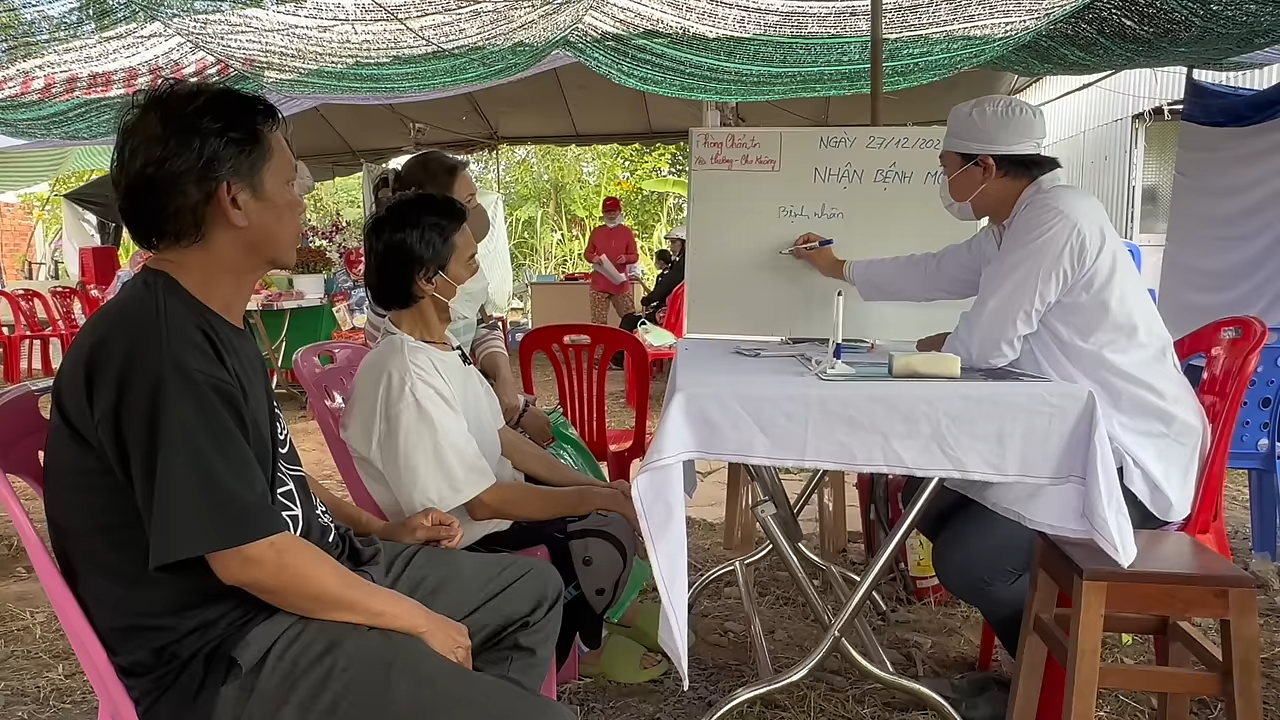 Phòng Chẩn trị
Yêu thương - Cho Không
NGÀY 27/12/202
NHẬN BỆNH MỚ
Bệnh nhân